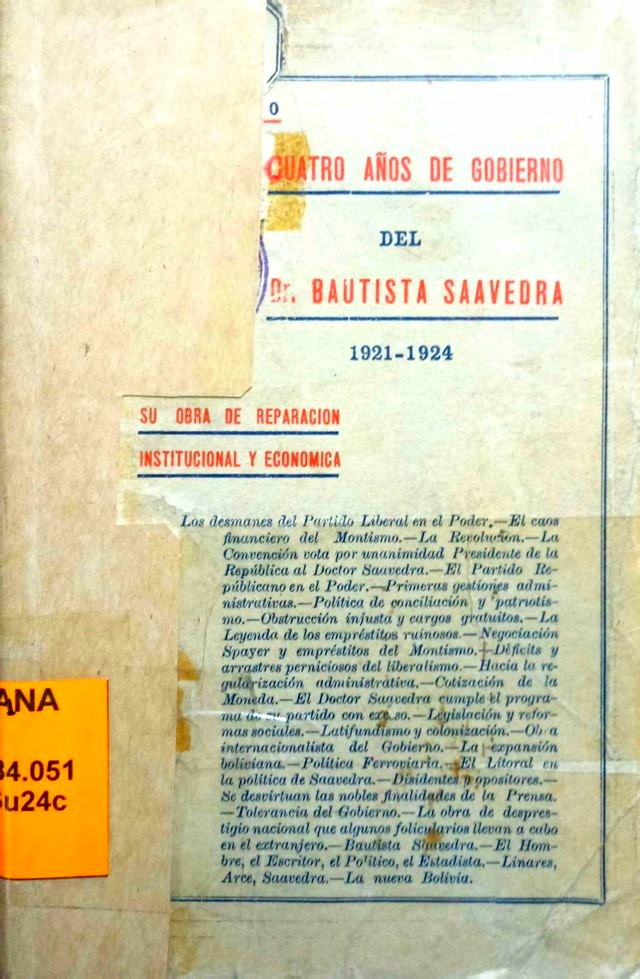 O
CUATRO AÑOS DE GOBIERNO
DEL
Dr. BAUTISTA SAAVEDRA
1921-1924
SU OBRA DE REPARACION
INSTITUCIONAL Y ECONOMICA
Los desmanes del Partido Liberal en el Poder.—El caos
financiero del Montismo.—La Revolución.—La
Convención vota por unanimidad Presidente de la
República al Doctor Saavedra.—El Partido Re-
públicano en el Poder.—Primeras gestiones admi-
nistrativas.—Política de conciliación y patriotis-
mo.—Obstrucción injusta y cargos gratuitos.—La
Leyenda de los empréstitos ruinosos.—Negociación
Spayer y empréstitos del Montismo.—Déficits y
arrastres perniciosos del liberalismo.—Hacia la re-
gularización administrativa.—Cotización de la
Moneda.—El Doctor Saavedra cumple el progra-
ma de su partido con exceso.—Legislación y refor-
mas sociales.—Latifundismo y colonización.—Obra
internacionalista del Gobierno.—La expansión
boliviana.—Política Ferroviaria.—El Litoral en
la política de Saavedra.—Disidentes y opositores.—
Se desvirtuan las nobles finalidades de la Prensa.
—Tolerancia del Gobierno.—La obra de despres-
tigio nacional que algunos folicularios llevan a cabo
en el extranjero.—Bautista Saavedra.—El Hom-
bre, el Escritor, el Político, el Estadista.—Linares,
Arce, Saavedra.—La nueva Bolivia.
ANA
84.051
u24c